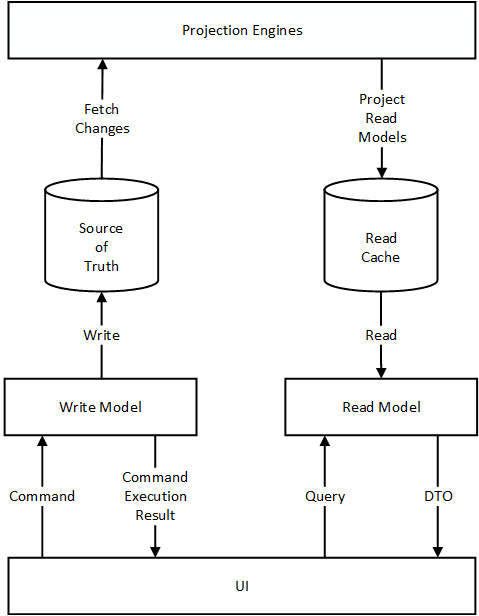 Projection Engines
Fetch
Changes
Project
Read
Models
Source
of
Truth
Read
Cache
Write
Read
Write Model
Read Model
Command
Command
Execution
Result
Query
DTO
UI